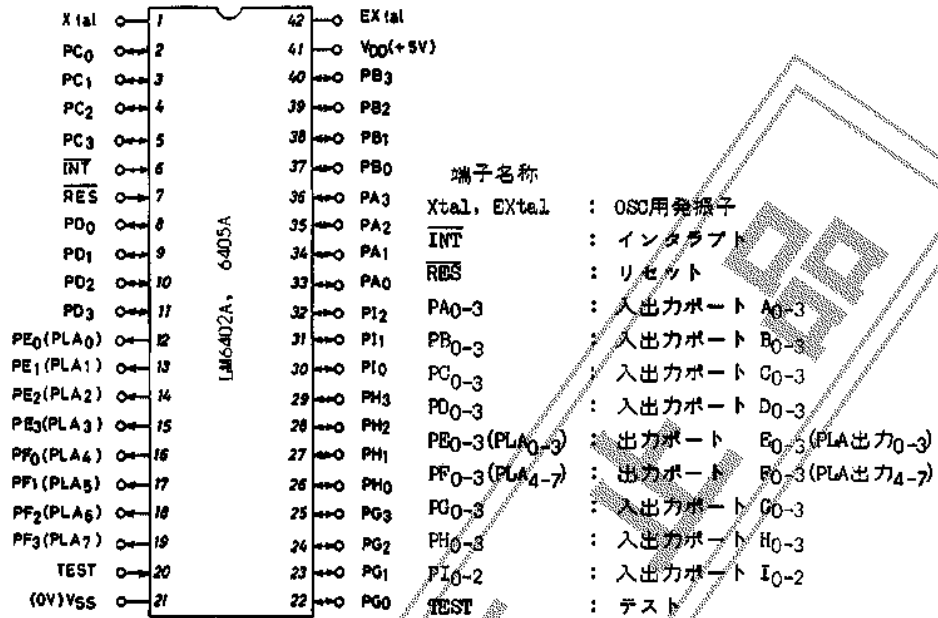 Xtal 1 42 EXtal
PC0 2 41 VDD(+5V)
PC1 3 40 PB3
PC2 4 39 PB2
PC3 5 38 PB1
INT 6 37 PB0
RES 7 36 PA3
PD0 8 35 PA2
PD1 9 34 PA1
PD2 10 33 PA0
PD3 11 32 PI2
PE0(PLA0) 12 31 PI1
PE1(PLA1) 13 30 PI0
PE2(PLA2) 14 29 PH3
PE3(PLA3) 15 28 PH2
PF0(PLA4) 16 27 PH1
PF1(PLA5) 17 26 PH0
PF2(PLA6) 18 25 PG3
PF3(PLA7) 19 24 PG2
TEST 20 23 PG1
(0V)VSS 21 22 PG0
LM6402A, 6405A
端子名称
Xtal, EXtal : OSC用発振子
INT : インタラプト
RES : リセット
PA0-3 : 入出力ポート A0-3
PB0-3 : 入出力ポート B0-3
PC0-3 : 入出力ポート C0-3
PD0-3 : 入出力ポート D0-3
PE0-3(PLA0-3) : 出力ポート E0-3(PLA出力0-3)
PF0-3(PLA4-7) : 出力ポート F0-3(PLA出力4-7)
PG0-3 : 入出力ポート G0-3
PH0-3 : 入出力ポート H0-3
PI0-2 : 入出力ポート I0-2
TEST : テスト